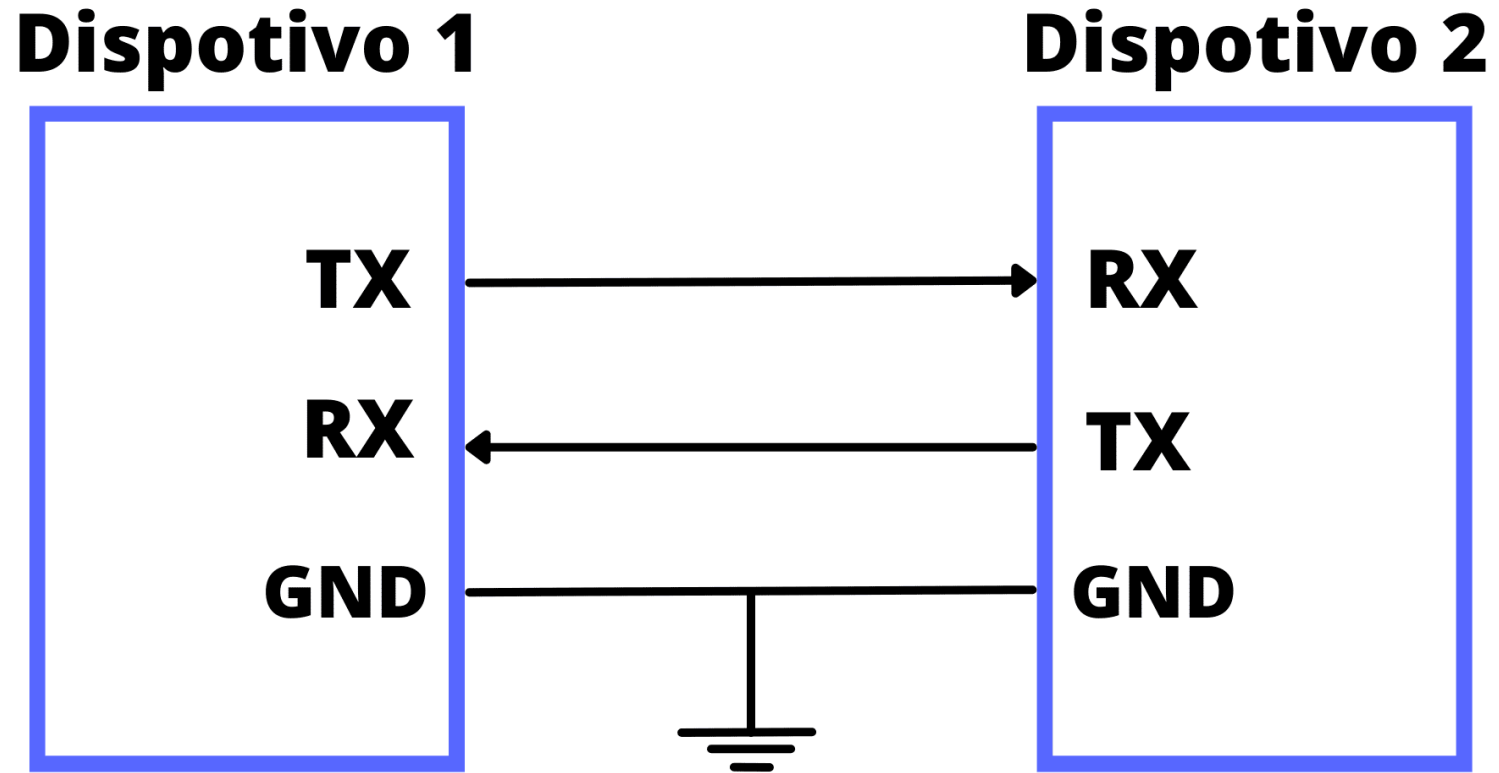 Dispotivo 1
Dispotivo 2
TX
RX
RX
TX
GND
GND